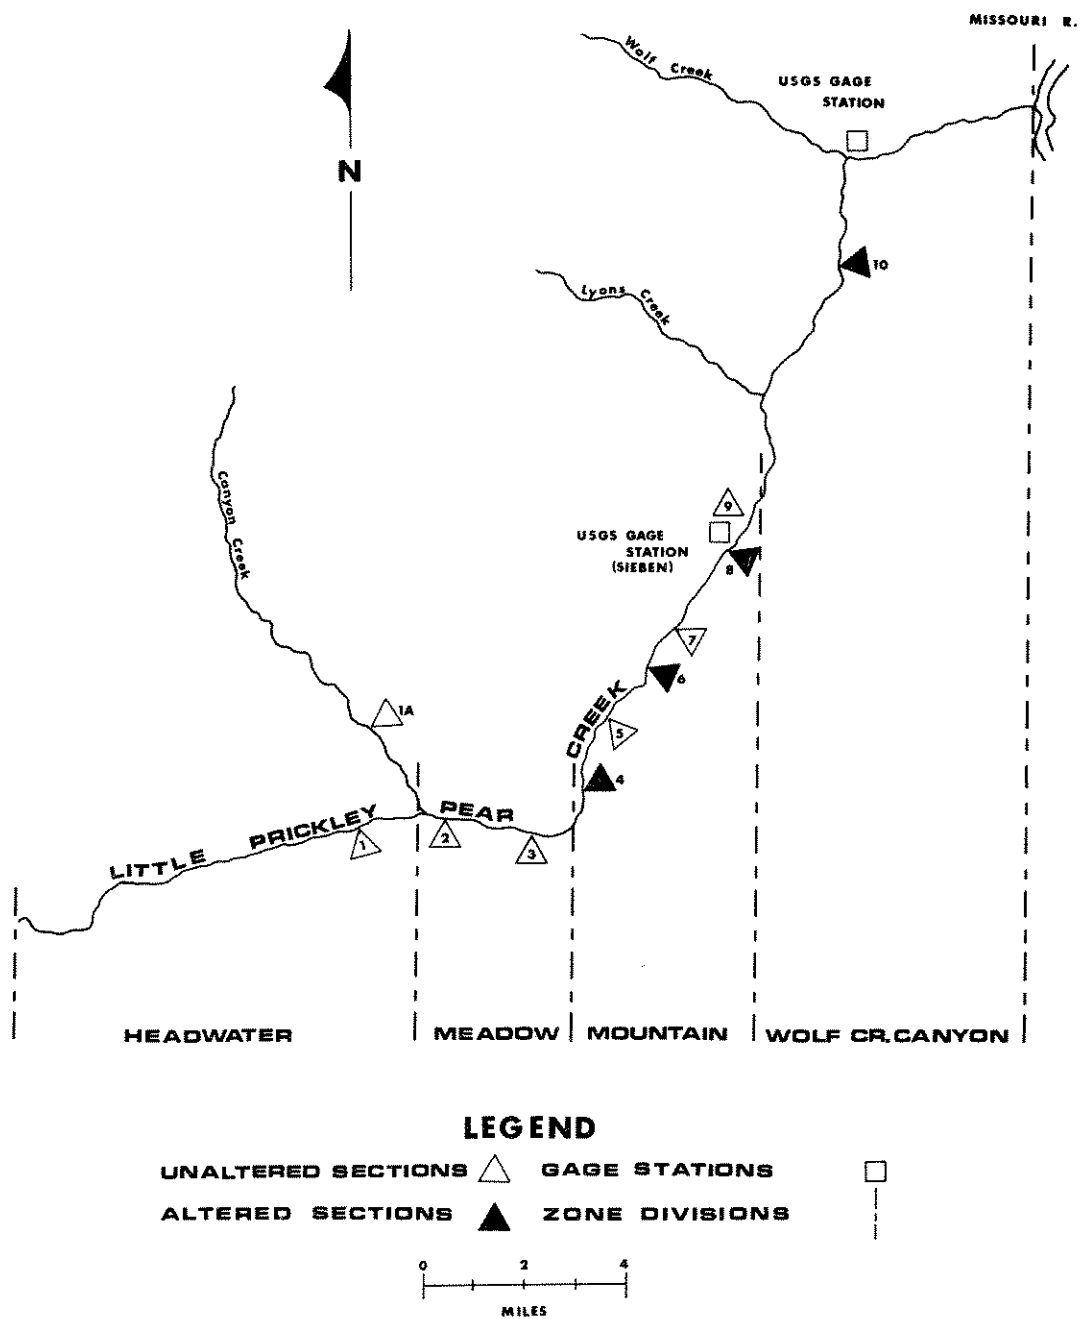 MISSOURI R.
Wolf Creek
USGS GAGE
STATION
N
10
Lyons Creek
Canyon Creek
9
USGS GAGE
STATION
(SIEBEN)
8
7
6
1A
5
4
LITTLE PRICKLEY PEAR CREEK
1
2
3
HEADWATER
MEADOW
MOUNTAIN
WOLF CR. CANYON
LEGEND
UNALTERED SECTIONS
GAGE STATIONS
ALTERED SECTIONS
ZONE DIVISIONS
0 2 4
MILES